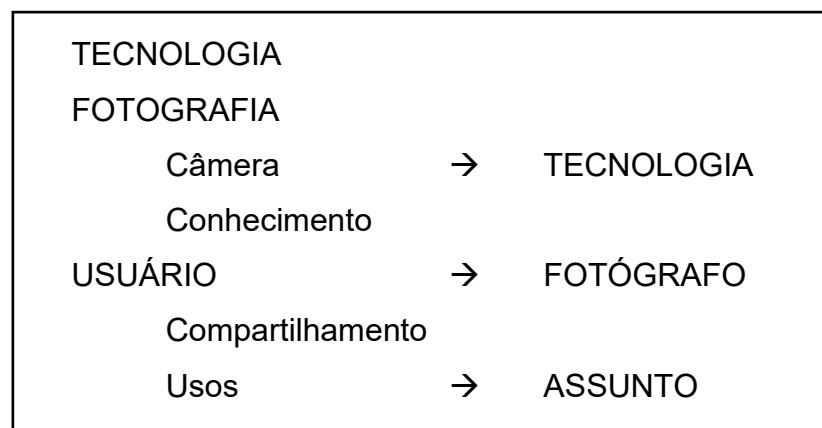 TECNOLOGIA
FOTOGRAFIA
Câmera → TECNOLOGIA
Conhecimento
USUÁRIO → FOTÓGRAFO
Compartilhamento
Usos → ASSUNTO